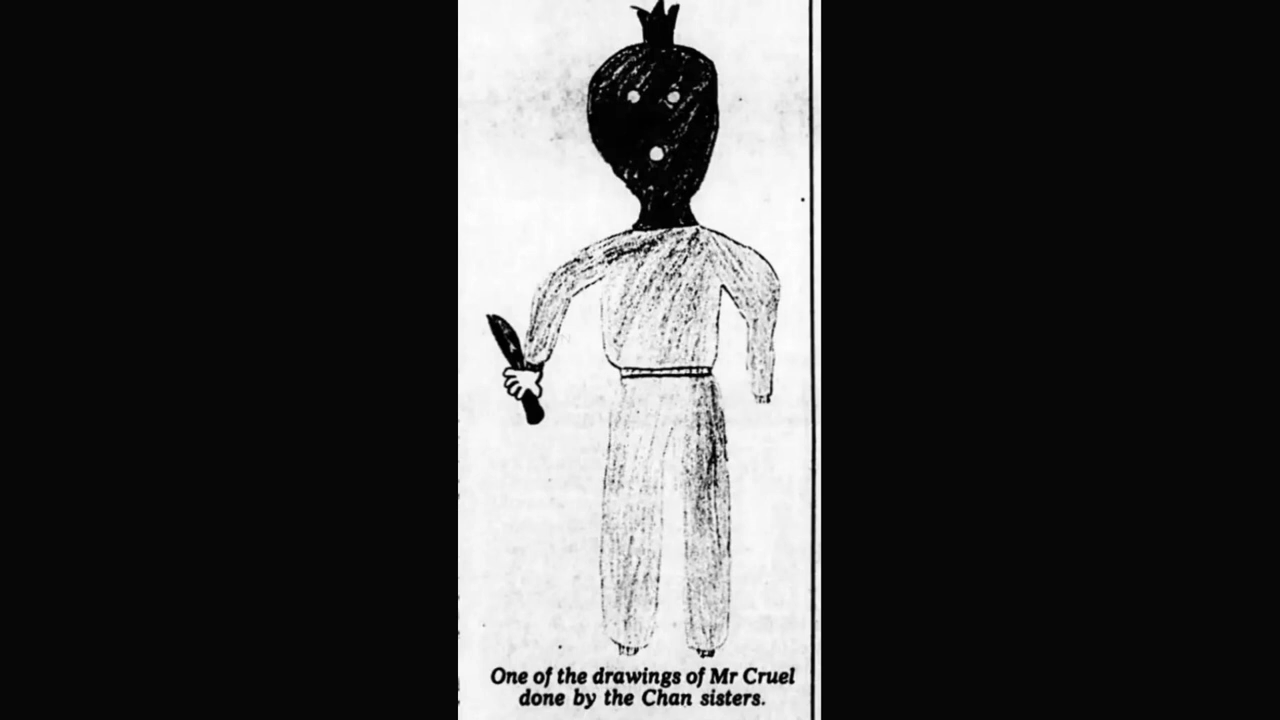 One of the drawings of Mr Cruel
done by the Chan sisters.